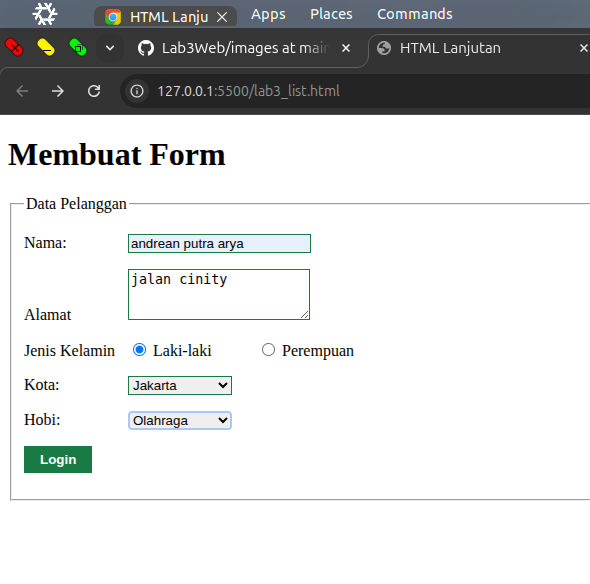 HTML Lanju Apps Places Commands
Lab3Web/images at main HTML Lanjutan
127.0.0.1:5500/lab3_list.html
Membuat Form
Data Pelanggan
Nama: andrean putra arya
jalan cinity
Alamat
Jenis Kelamin Laki-laki Perempuan
Kota: Jakarta
Hobi: Olahraga
Login